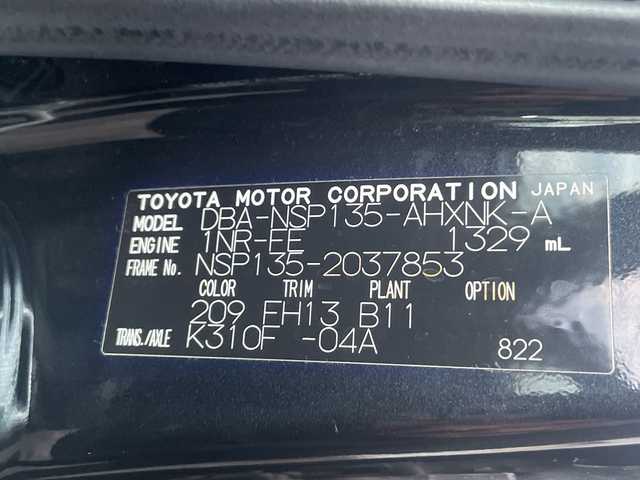 TOYOTA MOTOR CORPORATION JAPAN
MODEL DBA-NSP135-AHXNK-A
ENGINE 1NR-FE 1329 mL
FRAME No. NSP135-2037853
COLOR TRIM PLANT OPTION
209 FH13 B11
TRANS./AXLE K310F -04A 822